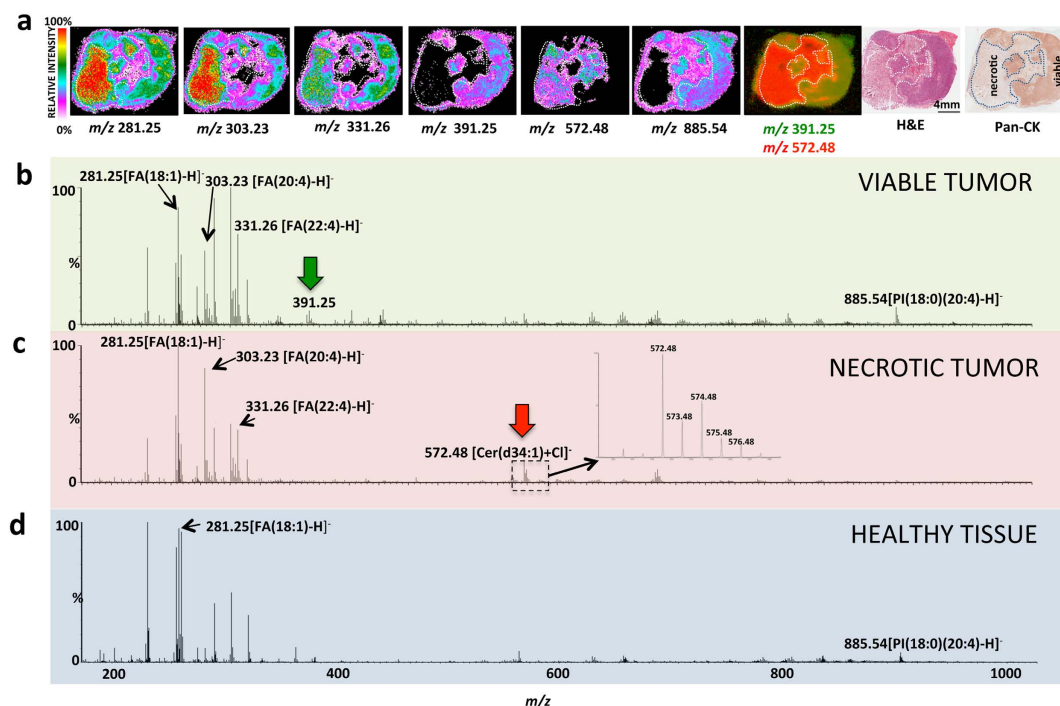 a
100%
RELATIVE INTENSITY
0%
m/z 281.25
m/z 303.23
m/z 331.26
m/z 391.25
m/z 572.48
m/z 885.54
m/z 391.25
m/z 572.48
H&E
4mm
necrotic
viable
Pan-CK
b
VIABLE TUMOR
100
%
0
281.25[FA(18:1)-H]-
303.23 [FA(20:4)-H]-
331.26 [FA(22:4)-H]-
391.25
885.54[PI(18:0)(20:4)-H]-
c
NECROTIC TUMOR
100
%
0
281.25[FA(18:1)-H]-
303.23 [FA(20:4)-H]-
331.26 [FA(22:4)-H]-
572.48 [Cer(d34:1)+Cl]-
572.48
573.48
574.48
575.48
576.48
d
HEALTHY TISSUE
100
%
0
281.25[FA(18:1)-H]-
885.54[PI(18:0)(20:4)-H]-
200 400 600 800 1000
m/z